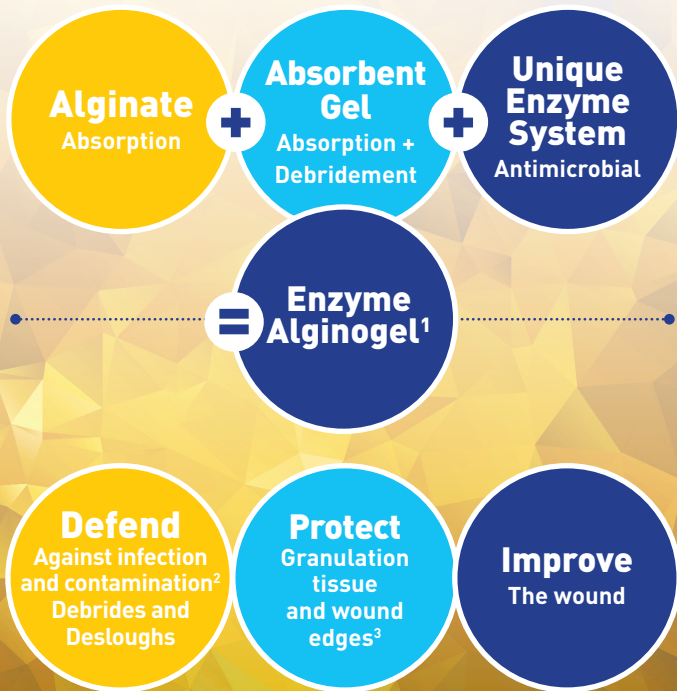 Alginate
Absorption
+
Absorbent
Gel
Absorption +
Debridement
+
Unique
Enzyme
System
Antimicrobial
=
Enzyme
Alginogel¹
Defend
Against infection
and contamination²
Debrides and
Desloughs
Protect
Granulation
tissue
and wound
edges³
Improve
The wound